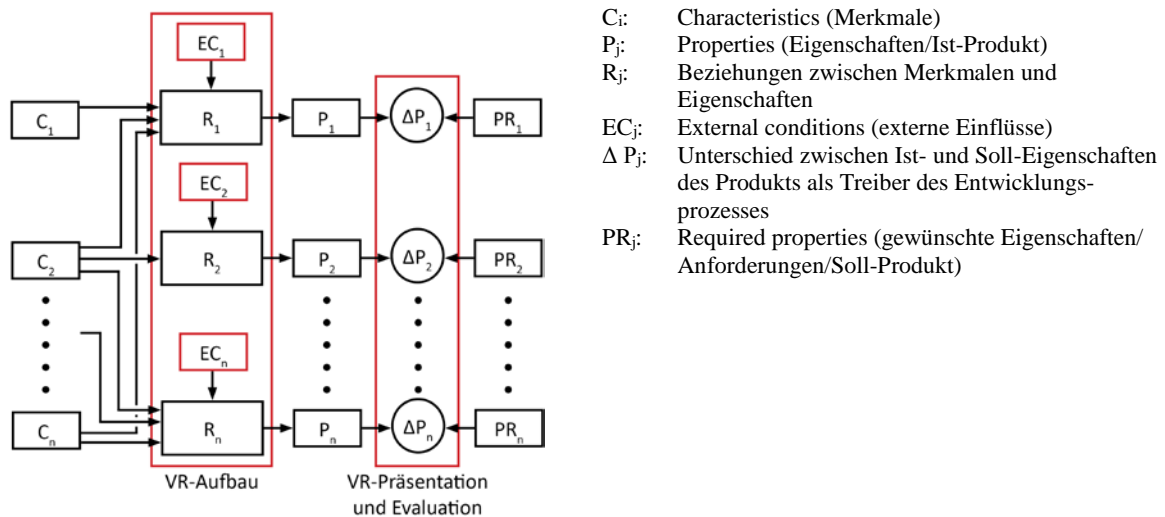 EC₁
C₁
R₁
P₁
ΔP₁
PR₁
EC₂
C₂
R₂
P₂
ΔP₂
PR₂
ECₙ
Cₙ
Rₙ
Pₙ
ΔPₙ
PRₙ
VR-Aufbau
VR-Präsentation
und Evaluation
Cᵢ: Characteristics (Merkmale)
Pⱼ: Properties (Eigenschaften/Ist-Produkt)
Rⱼ: Beziehungen zwischen Merkmalen und
Eigenschaften
ECⱼ: External conditions (externe Einflüsse)
Δ Pⱼ: Unterschied zwischen Ist- und Soll-Eigenschaften
des Produkts als Treiber des Entwicklungs-
prozesses
PRⱼ: Required properties (gewünschte Eigenschaften/
Anforderungen/Soll-Produkt)